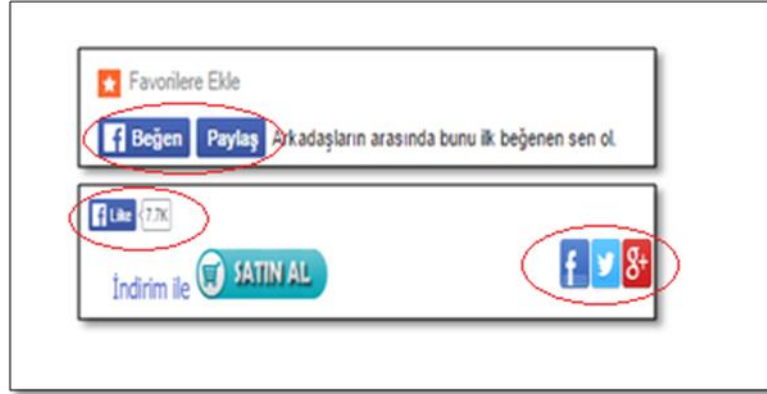 Favorilere Ekle
f Beğen Paylaş Arkadaşların arasında bunu ilk beğenen sen ol.
f Like 7.7K
İndirim ile SATIN AL
f g+